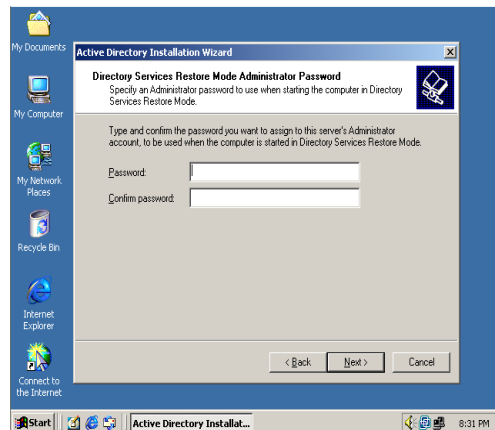 My Documents
My Computer
My Network
Places
Recycle Bin
Internet
Explorer
Connect to
the Internet
Active Directory Installation Wizard
Directory Services Restore Mode Administrator Password
Specify an Administrator password to use when starting the computer in Directory
Services Restore Mode.
Type and confirm the password you want to assign to this server's Administrator
account, to be used when the computer is started in Directory Services Restore Mode.
Password:
Confirm password:
< Back
Next >
Cancel
Start
Active Directory Installat...
8:31 PM